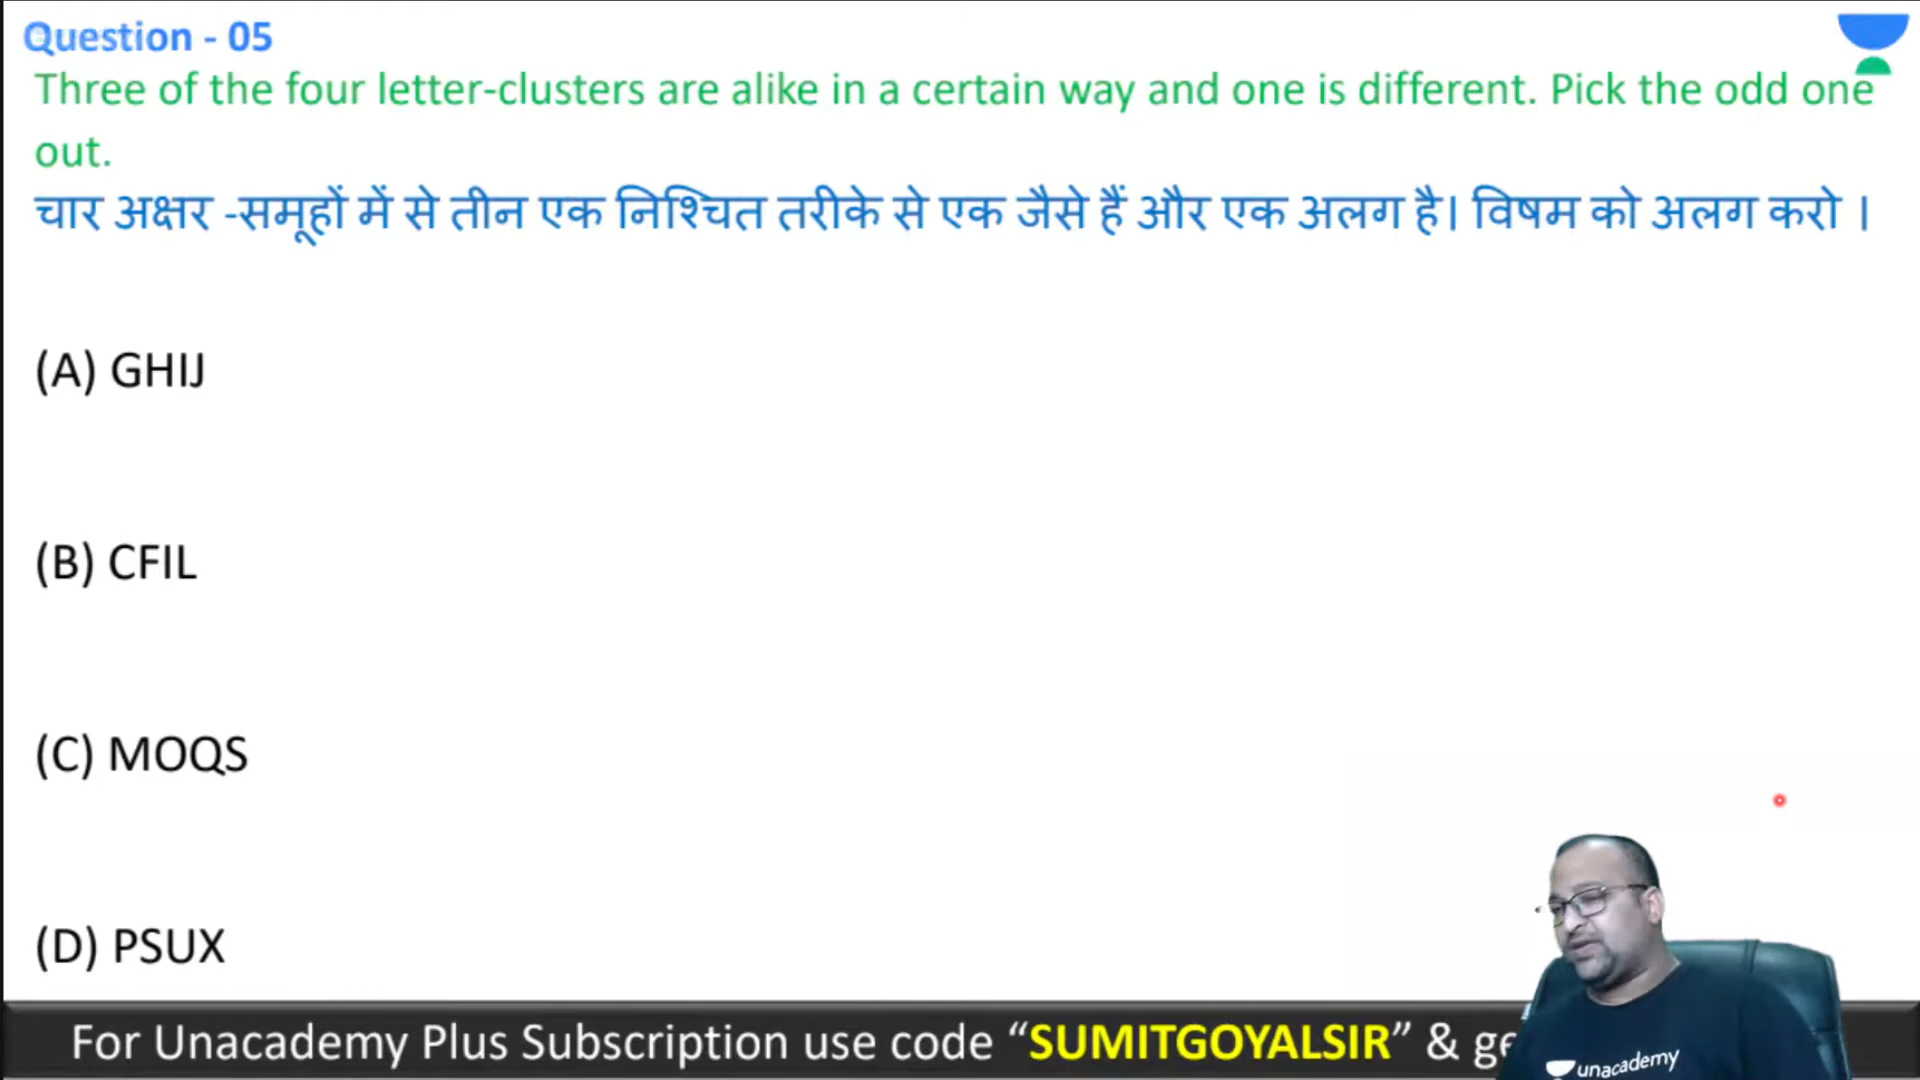 Question - 05
Three of the four letter-clusters are alike in a certain way and one is different. Pick the odd one
out.
चार अक्षर -समूहों में से तीन एक निश्चित तरीके से एक जैसे हैं और एक अलग है। विषम को अलग करो ।
(A) GHIJ
(B) CFIL
(C) MOQS
(D) PSUX
For Unacademy Plus Subscription use code “SUMITGOYALSIR” & ge
unacademy